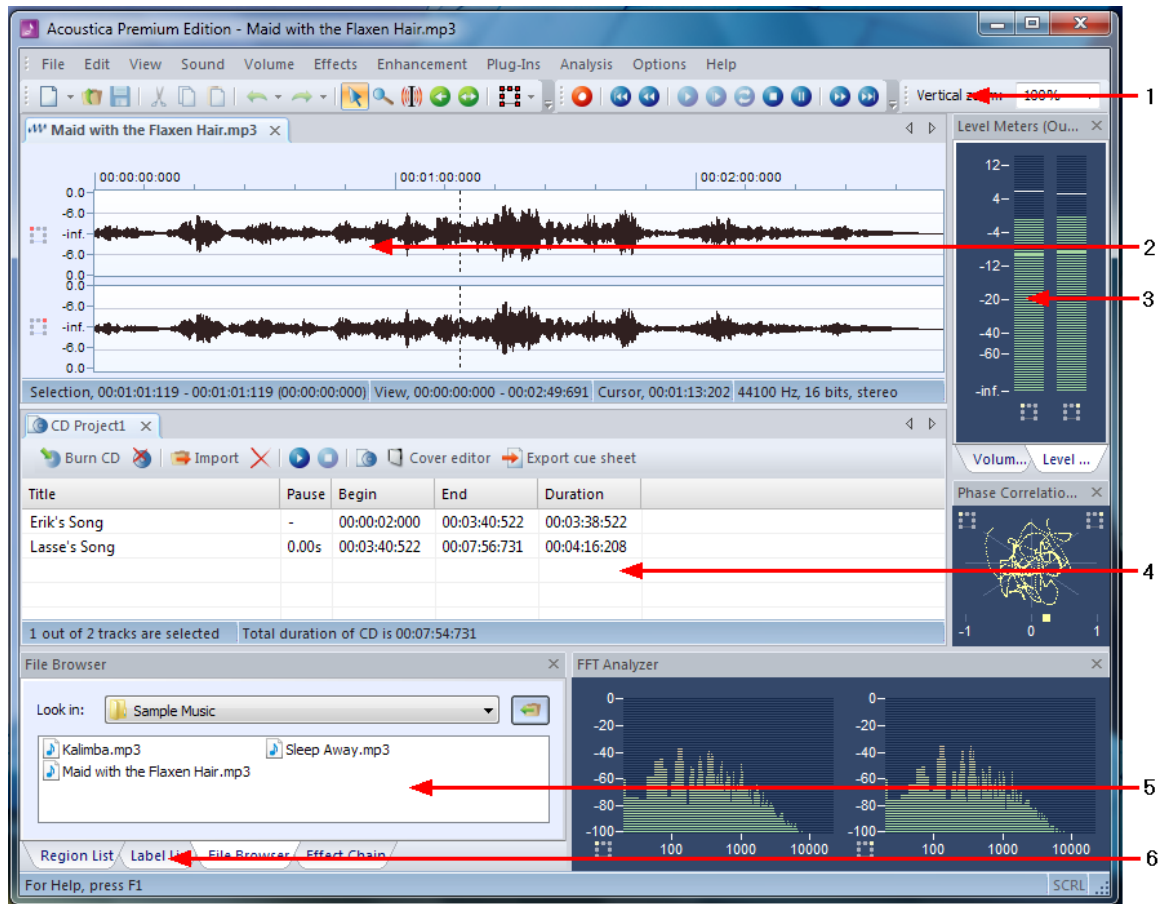 Acoustica Premium Edition - Maid with the Flaxen Hair.mp3
File Edit View Sound Volume Effects Enhancement Plug-Ins Analysis Options Help
Vertical zoom: 100%
1
Maid with the Flaxen Hair.mp3
00:00:00:000 00:01:00:000 00:02:00:000
0.0
-6.0
-inf.
-6.0
0.0
0.0
-6.0
-inf.
-6.0
0.0
2
Selection, 00:01:01:119 - 00:01:01:119 (00:00:00:000) View, 00:00:00:000 - 00:02:49:691 Cursor, 00:01:13:202 44100 Hz, 16 bits, stereo
Level Meters (Ou...
12
4
-4
-12
-20
-40
-60
-inf.
3
Volum... Level ...
CD Project1
Burn CD Import Cover editor Export cue sheet
Title Pause Begin End Duration
Erik's Song - 00:00:02:000 00:03:40:522 00:03:38:522
Lasse's Song 0.00s 00:03:40:522 00:07:56:731 00:04:16:208
4
1 out of 2 tracks are selected Total duration of CD is 00:07:54:731
Phase Correlatio...
-1 0 1
File Browser
Look in: Sample Music
Kalimba.mp3 Sleep Away.mp3
Maid with the Flaxen Hair.mp3
5
Region List Label List File Browser Effect Chain
6
FFT Analyzer
0
-20
-40
-60
-80
-100
100 1000 10000
0
-20
-40
-60
-80
-100
100 1000 10000
For Help, press F1 SCRL